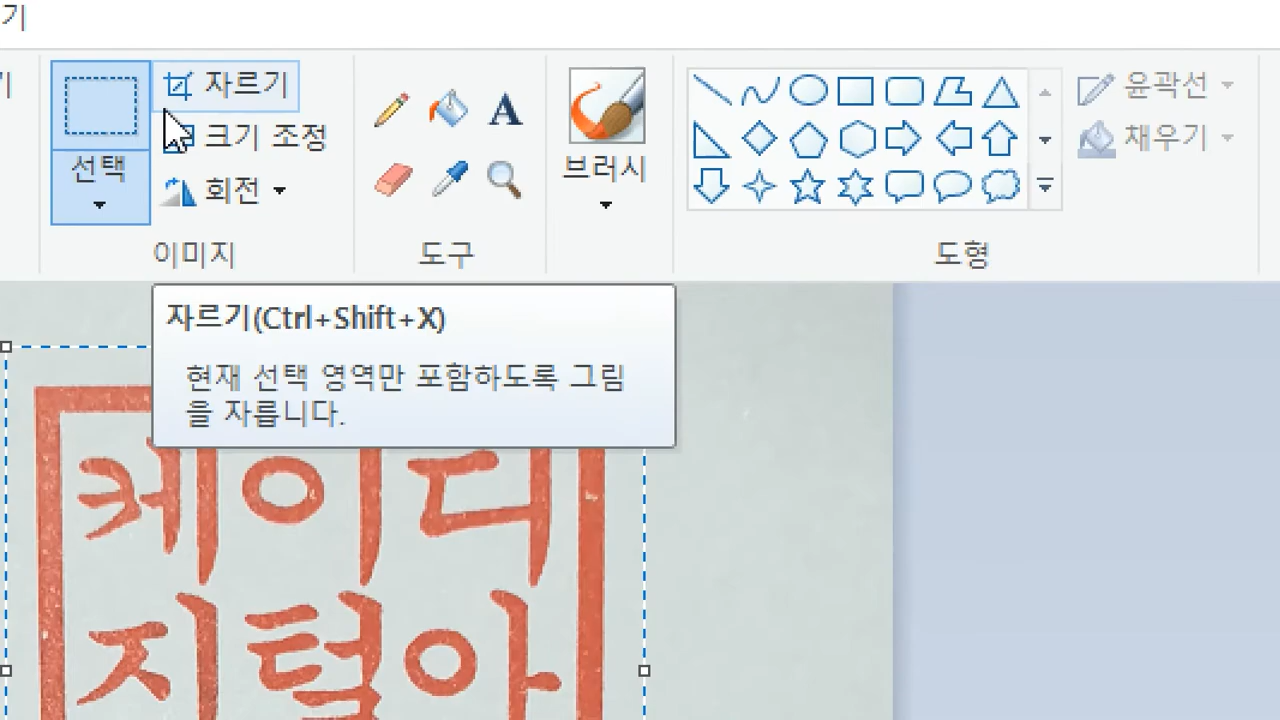 기
자르기
크기 조정
선택
회전
브러시
윤곽선
채우기
이미지
도구
도형
자르기(Ctrl+Shift+X)
현재 선택 영역만 포함하도록 그림
을 자릅니다.
케이디
지털아